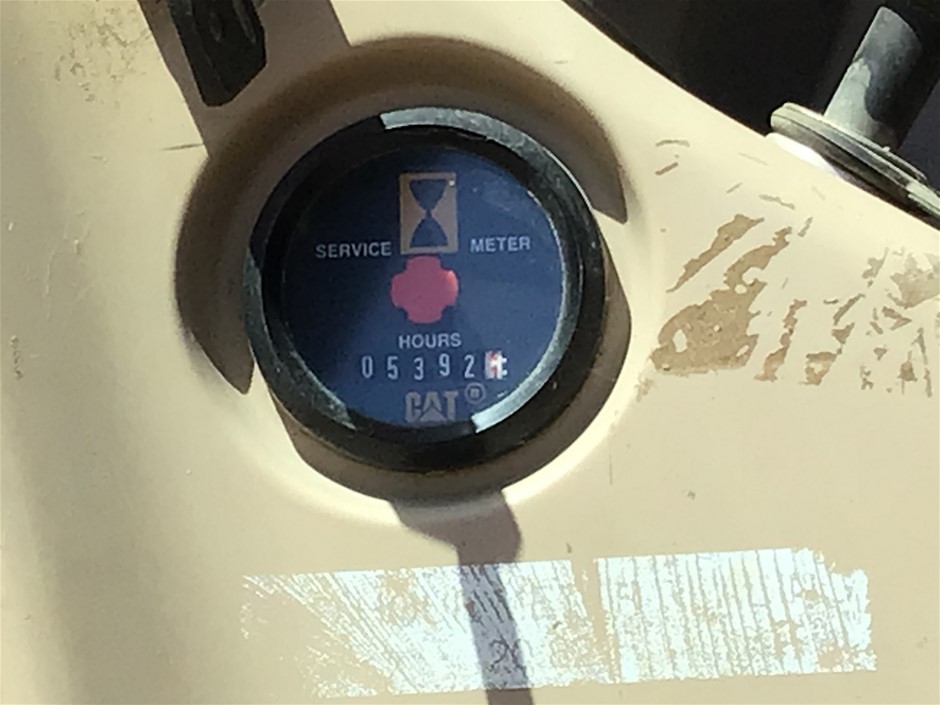 SERVICE METER
HOURS
05392
CAT ®